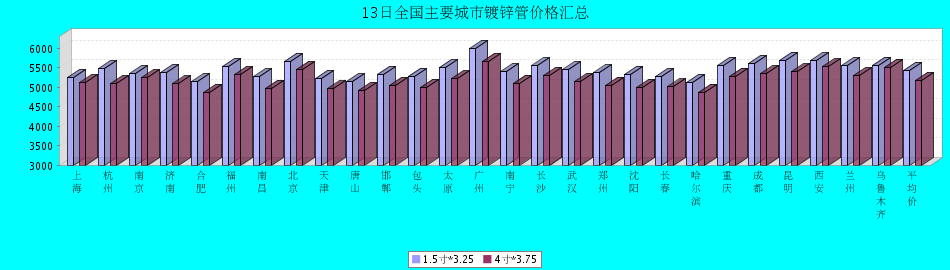 13日全国主要城市镀锌管价格汇总
6000
5500
5000
4500
4000
3500
3000
上海
杭州
南京
济南
合肥
福州
南昌
北京
天津
唐山
邯郸
包头
太原
广州
南宁
长沙
武汉
郑州
沈阳
长春
哈尔滨
重庆
成都
昆明
西安
兰州
乌鲁木齐
平均价
1.5寸*3.25
4寸*3.75